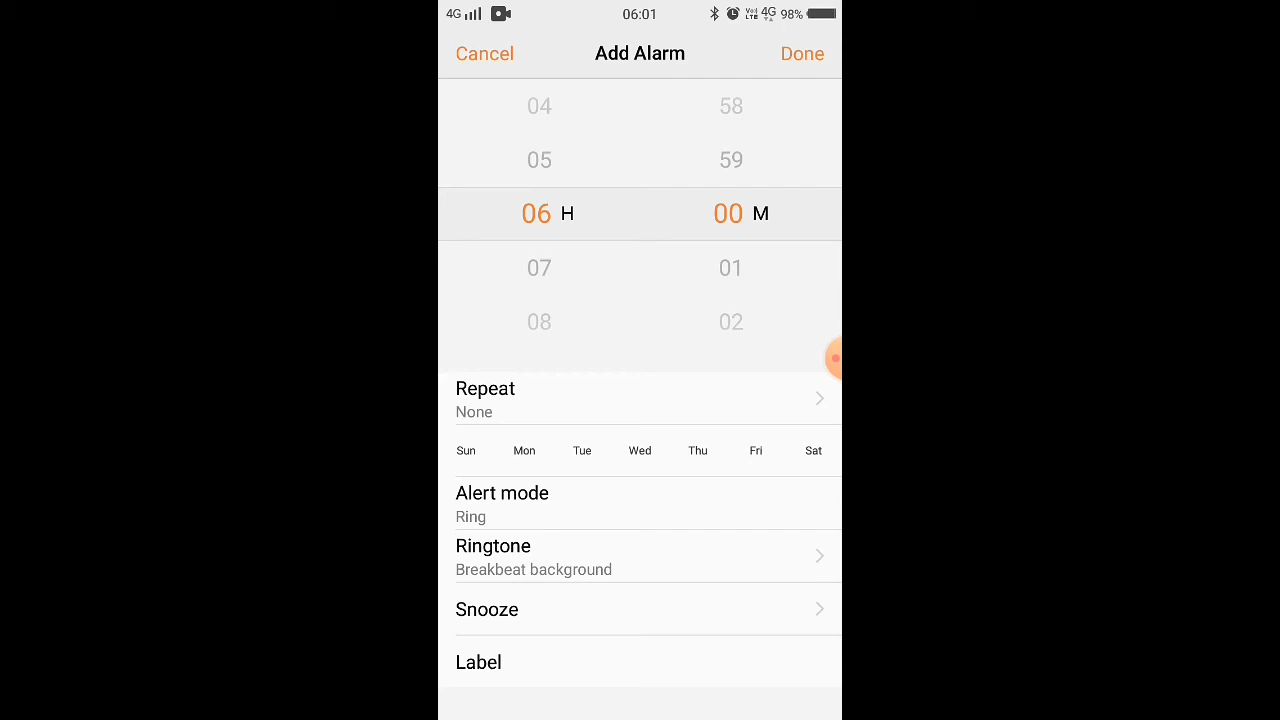 4G 06:01 VoLTE 4G 98%
Cancel Add Alarm Done
04 58
05 59
06 H 00 M
07 01
08 02
Repeat
None
Sun Mon Tue Wed Thu Fri Sat
Alert mode
Ring
Ringtone
Breakbeat background
Snooze
Label